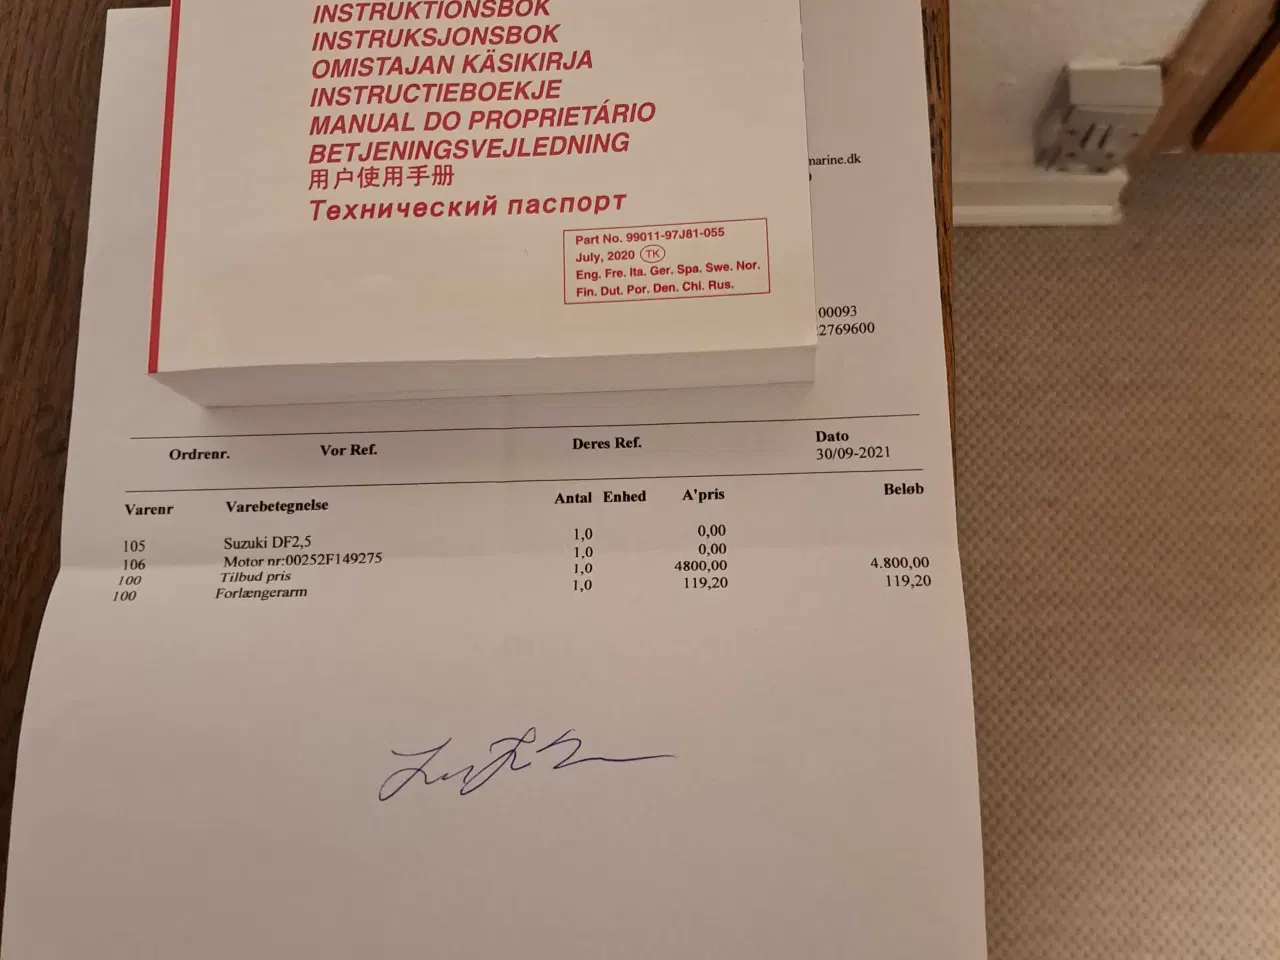 INSTRUKTIONSBOK
INSTRUKSJONSBOK
OMISTAJAN KÄSIKIRJA
INSTRUCTIEBOEKJE
MANUAL DO PROPRIETÁRIO
BETJENINGSVEJLEDNING
用户使用手册
Технический паспорт
Part No. 99011-97J81-055
July, 2020 TK
Eng. Fre. Ita. Ger. Spa. Swe. Nor.
Fin. Dut. Por. Den. Chi. Rus.
marine.dk
00093
2769600
Ordrenr. Vor Ref. Deres Ref. Dato
30/09-2021
Varenr Varebetegnelse Antal Enhed A'pris Beløb
105 Suzuki DF2,5 1,0 0,00
106 Motor nr:00252F149275 1,0 0,00
100 Tilbud pris 1,0 4800,00 4.800,00
100 Forlængerarm 1,0 119,20 119,20